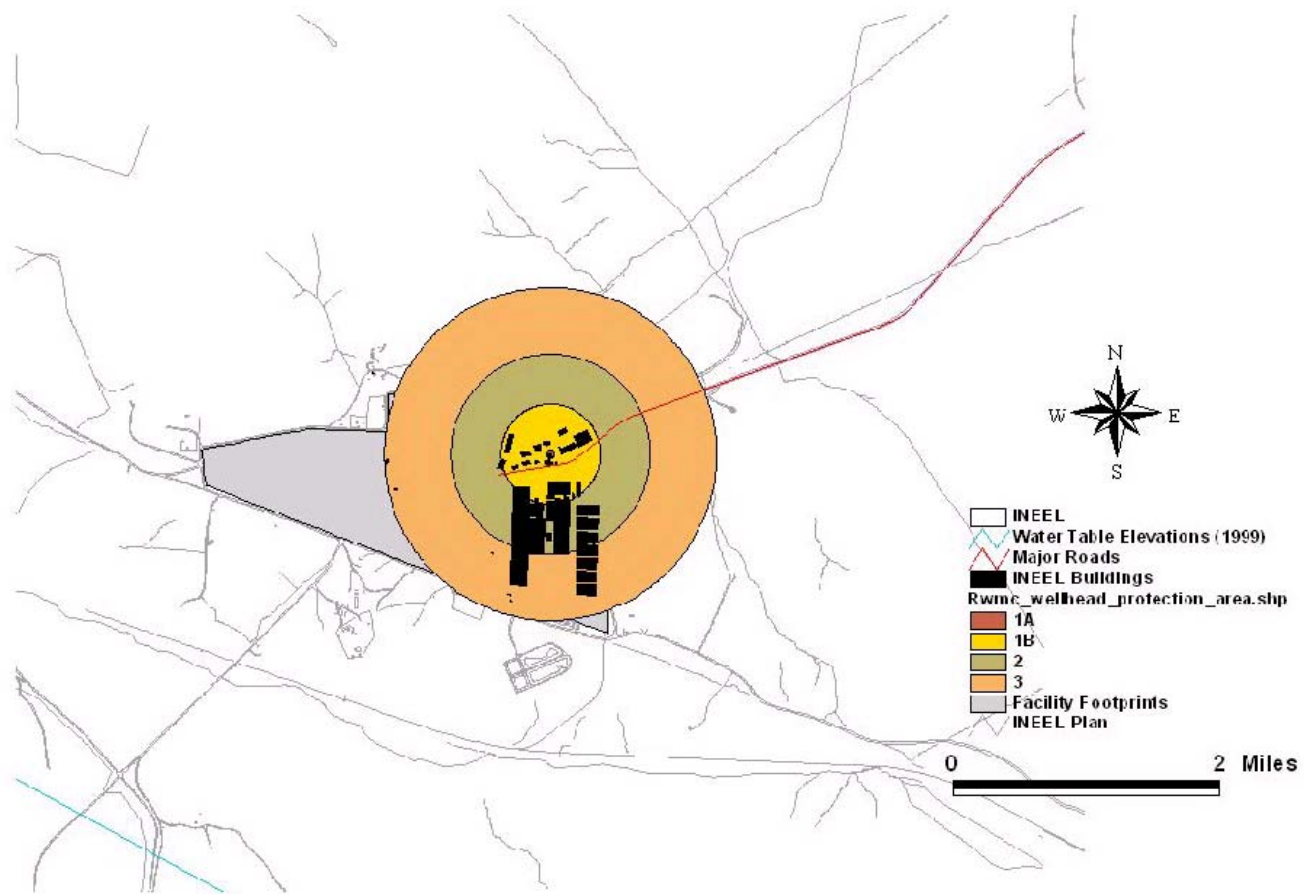 N
W E
S
INEEL
Water Table Elevations (1999)
Major Roads
INEEL Buildings
Rwmc_wellhead_protection_area.shp
1A
1B
2
3
Facility Footprints
INEEL Plan
0 2 Miles